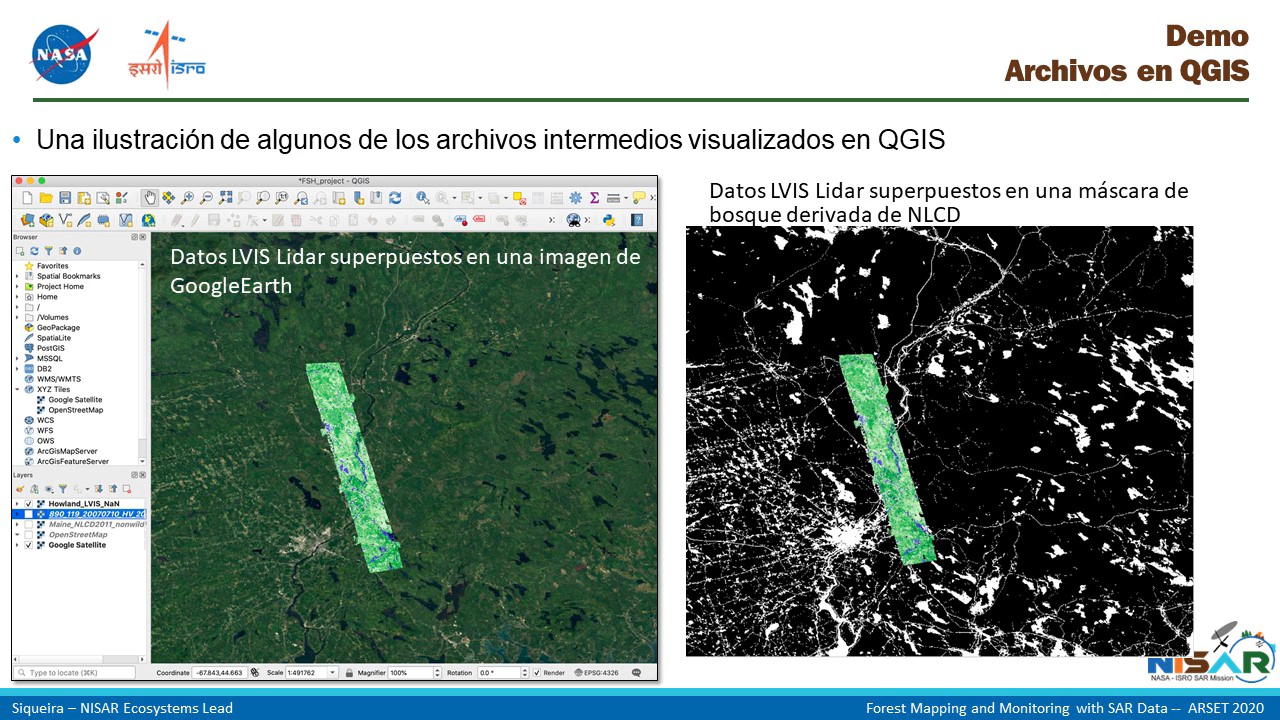 NASA
इसरो isro
Demo
Archivos en QGIS
• Una ilustración de algunos de los archivos intermedios visualizados en QGIS
*FSH_project - QGIS
Browser
Favorites
Spatial Bookmarks
Project Home
Home
/
/Volumes
GeoPackage
SpatiaLite
PostGIS
MSSQL
DB2
WMS/WMTS
XYZ Tiles
Google Satellite
OpenStreetMap
WCS
WFS
OWS
ArcGisMapServer
ArcGisFeatureServer
Layers
Howland_LVIS_NaN
890_119_20070710_HV_20
Maine_NLCD2011_nonwild
OpenStreetMap
Google Satellite
Datos LVIS Lidar superpuestos en una imagen de
GoogleEarth
Type to locate (⌘K)
Coordinate -67.843,44.663 Scale 1:491762 Magnifier 100% Rotation 0.0 ° Render EPSG:4326
Datos LVIS Lidar superpuestos en una máscara de
bosque derivada de NLCD
NISAR
NASA - ISRO SAR Mission
Siqueira – NISAR Ecosystems Lead
Forest Mapping and Monitoring with SAR Data -- ARSET 2020